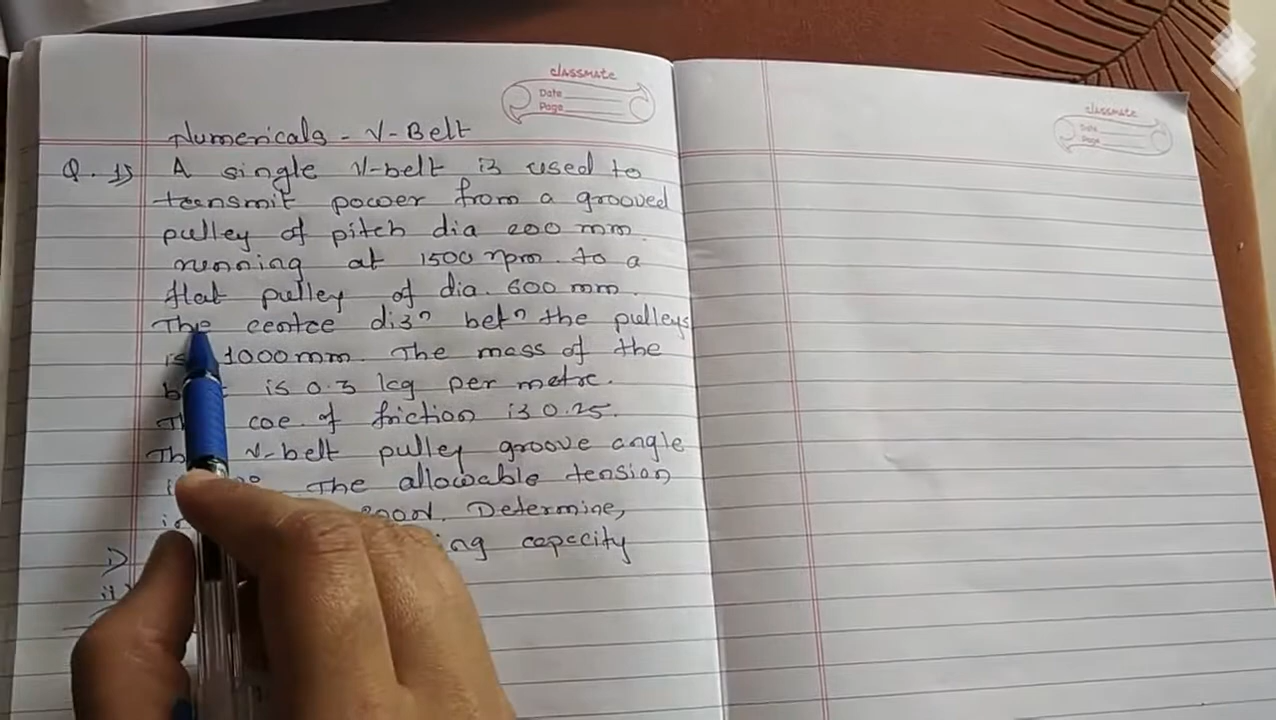 classmate
Date
Page
classmate
Date
Page
Numericals - V-Belt
Q. 1) A single V-belt is used to
transmit power from a grooved
pulley of pitch dia 200 mm
running at 1500 rpm. to a
flat pulley of dia. 600 mm.
The centre disn betn the pulleys
is 1000mm. The mass of the
is 0.3 kg per metre.
coe. of friction is 0.25.
V-belt pulley groove angle
The allowable tension
Determine,
capacity
i)
ii)